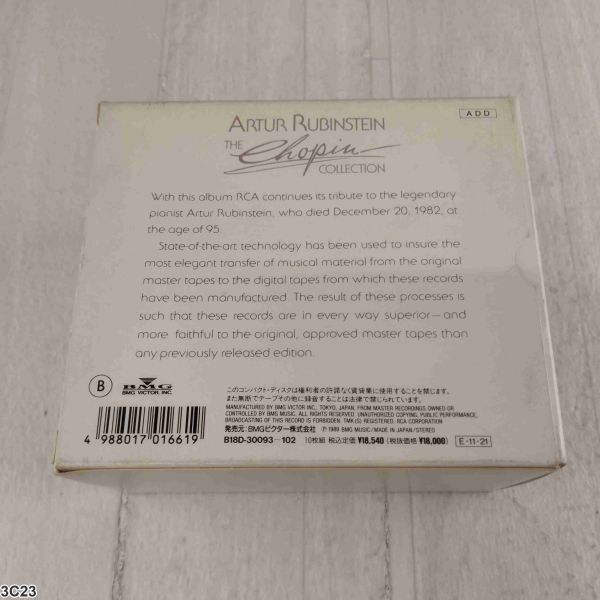 ARTUR RUBINSTEIN
ADD
THE Chopin
COLLECTION
With this album RCA continues its tribute to the legendary
pianist Artur Rubinstein, who died December 20, 1982, at
the age of 95.
State-of-the-art technology has been used to insure the
most elegant transfer of musical material from the original
master tapes to the digital tapes from which these records
have been manufactured. The result of these processes is
such that these records are in every way superior—and
more faithful to the original, approved master tapes than
any previously released edition.
B
BMG
BMG VICTOR, INC.
このコンパクト・ディスクは権利者の許諾なく賃貸業に使用することを禁じます。
また無断でテープその他に録音することは法律で禁じられています。
MANUFACTURED BY BMG VICTOR INC., TOKYO, JAPAN, FROM MASTER RECORDINGS OWNED OR
CONTROLLED BY BMG MUSIC. ALL RIGHTS RESERVED. UNAUTHORIZED COPYING, PUBLIC PERFORMANCE,
BROADCASTING OF THIS RECORD IS FORBIDDEN. TMK (S) REGISTERED. RCA CORPORATION
発売元:BMGビクター株式会社 ℗1989 BMG MUSIC/MADE IN JAPAN/STEREO
B18D-30093-102 10枚組 税込定価¥18,540(税抜価格¥18,000) E-11-21
4 988017 016619
3C23